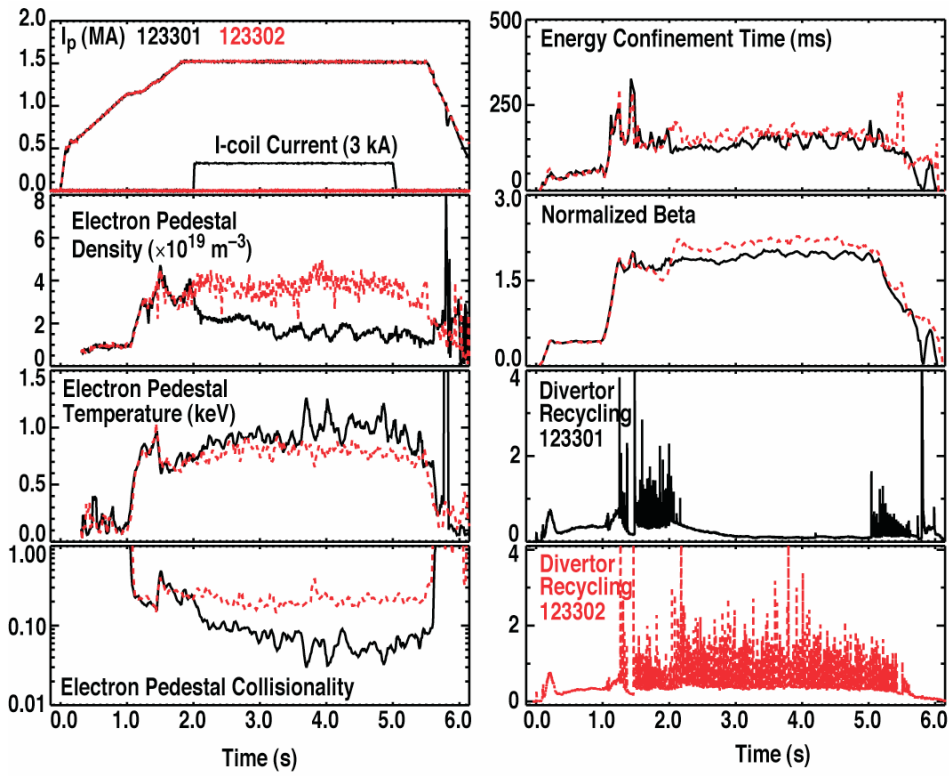 I_p (MA) 123301 123302
I-coil Current (3 kA)
2.0
1.5
1.0
0.5
0.0
Electron Pedestal
Density (×10^19 m^–3)
8
6
4
2
0
Electron Pedestal
Temperature (keV)
1.5
1.0
0.5
0.0
1.00
0.10
0.01
Electron Pedestal Collisionality
0.0 1.0 2.0 3.0 4.0 5.0 6.0
Time (s)
Energy Confinement Time (ms)
500
250
0
Normalized Beta
3.0
1.5
0.0
Divertor
Recycling
123301
4
2
0
Divertor
Recycling
123302
4
2
0
0.0 1.0 2.0 3.0 4.0 5.0 6.0
Time (s)